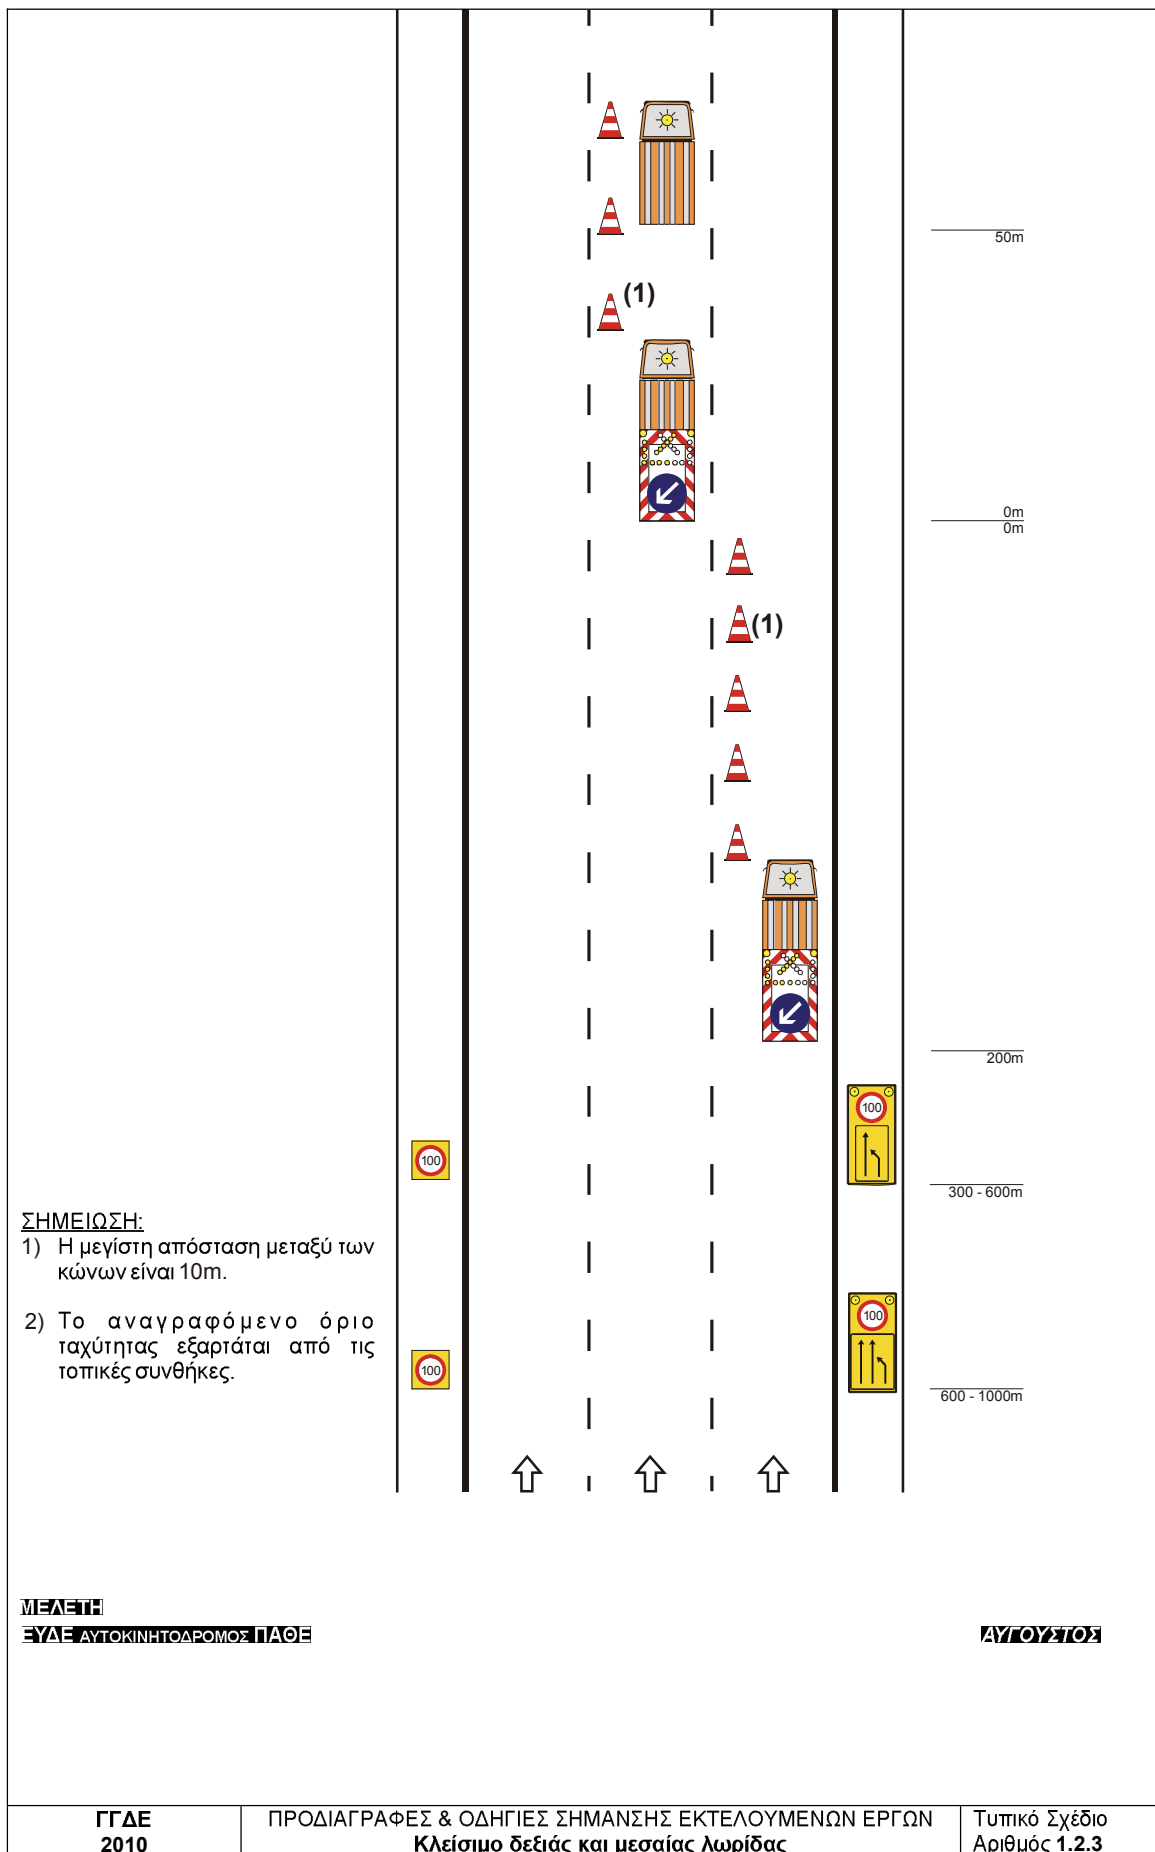 (1)
50m
0m
0m
(1)
200m
100
100
300 - 600m
ΣΗΜΕΙΩΣΗ:
1) Η μεγίστη απόσταση μεταξύ των
κώνων είναι 10m.
2) Το αναγραφόμενο όριο
ταχύτητας εξαρτάται από τις
τοπικές συνθήκες.
100
100
600 - 1000m
ΜΕΛΕΤΗ
ΕΥΔΕ ΑΥΤΟΚΙΝΗΤΟΔΡΟΜΟΣ ΠΑΘΕ
ΑΥΓΟΥΣΤΟΣ
ΓΓΔΕ
2010
ΠΡΟΔΙΑΓΡΑΦΕΣ & ΟΔΗΓΙΕΣ ΣΗΜΑΝΣΗΣ ΕΚΤΕΛΟΥΜΕΝΩΝ ΕΡΓΩΝ
Κλείσιμο δεξιάς και μεσαίας λωρίδας
Τυπικό Σχέδιο
Αριθμός 1.2.3